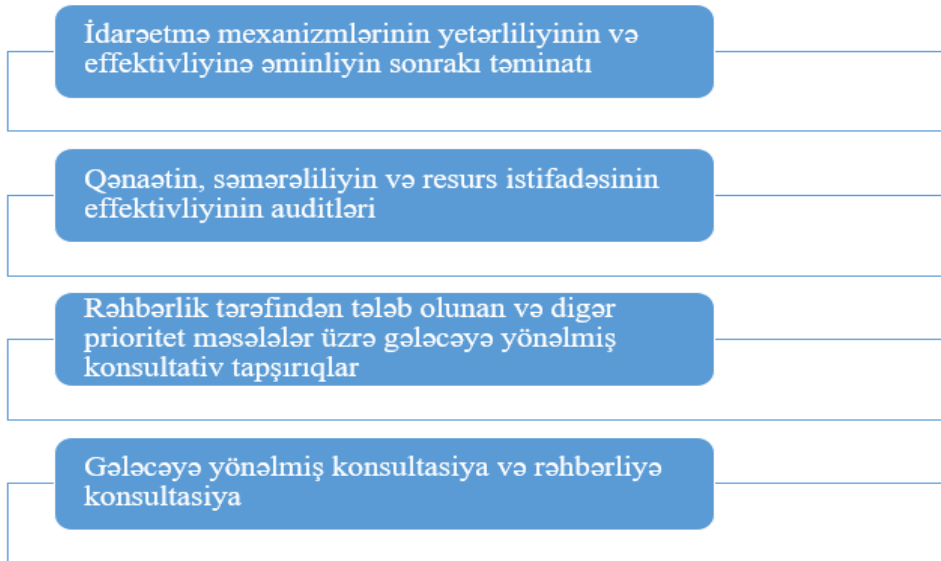 İdarəetmə mexanizmlərinin yetərliliyinin və
effektivliyinə əminliyin sonrakı təminatı
Qənaətin, səmərəliliyin və resurs istifadəsinin
effektivliyinin auditləri
Rəhbərlik tərəfindən tələb olunan və digər
prioritet məsələlər üzrə gələcəyə yönəlmiş
konsultativ tapşırıqlar
Gələcəyə yönəlmiş konsultasiya və rəhbərliyə
konsultasiya